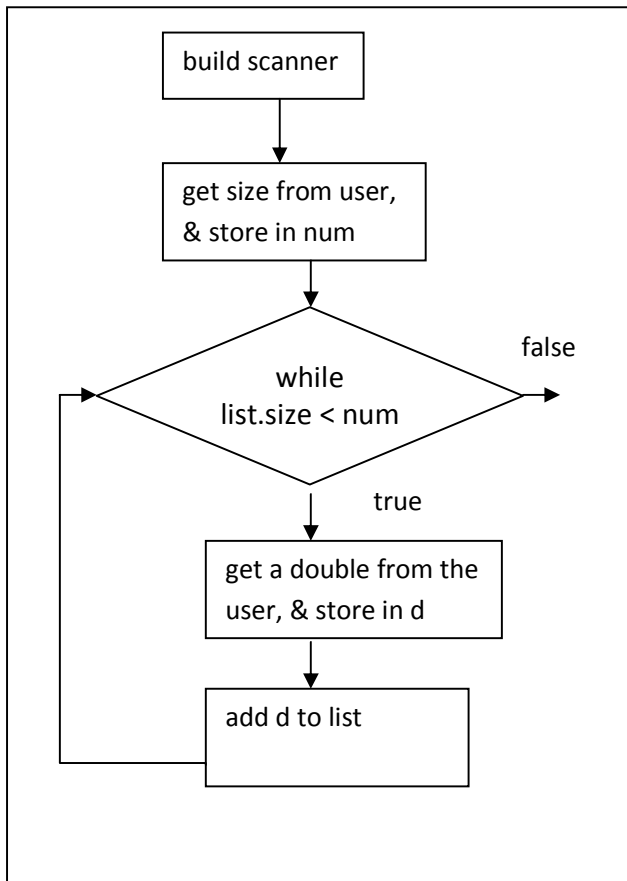 build scanner
get size from user,
& store in num
while
list.size < num
false
true
get a double from the
user, & store in d
add d to list